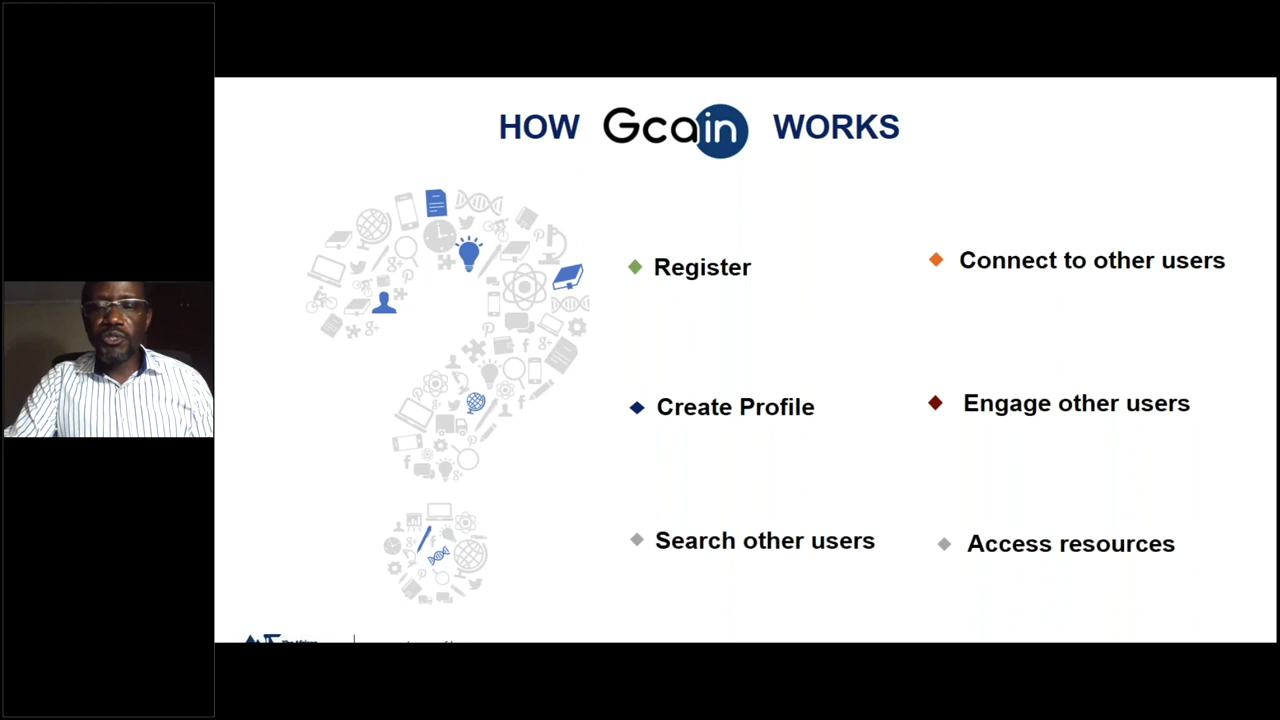 HOW Gcain WORKS
Register
Connect to other users
Create Profile
Engage other users
Search other users
Access resources